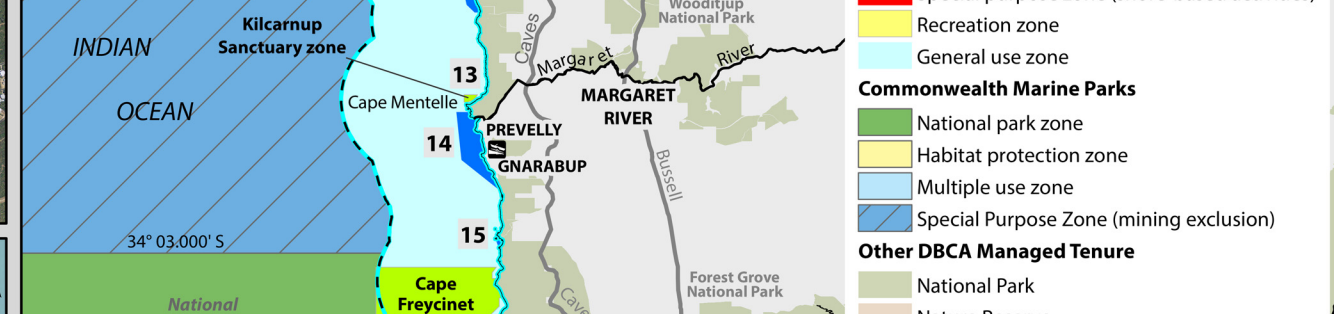 Wooditjup
National Park
Kilcarnup
Sanctuary zone
INDIAN
OCEAN
Caves
Margaret
River
13
Cape Mentelle
MARGARET
RIVER
14
PREVELLY
GNARABUP
Bussell
15
34° 03.000' S
Cape
Freycinet
National
Forest Grove
National Park
Recreation zone
General use zone
Commonwealth Marine Parks
National park zone
Habitat protection zone
Multiple use zone
Special Purpose Zone (mining exclusion)
Other DBCA Managed Tenure
National Park